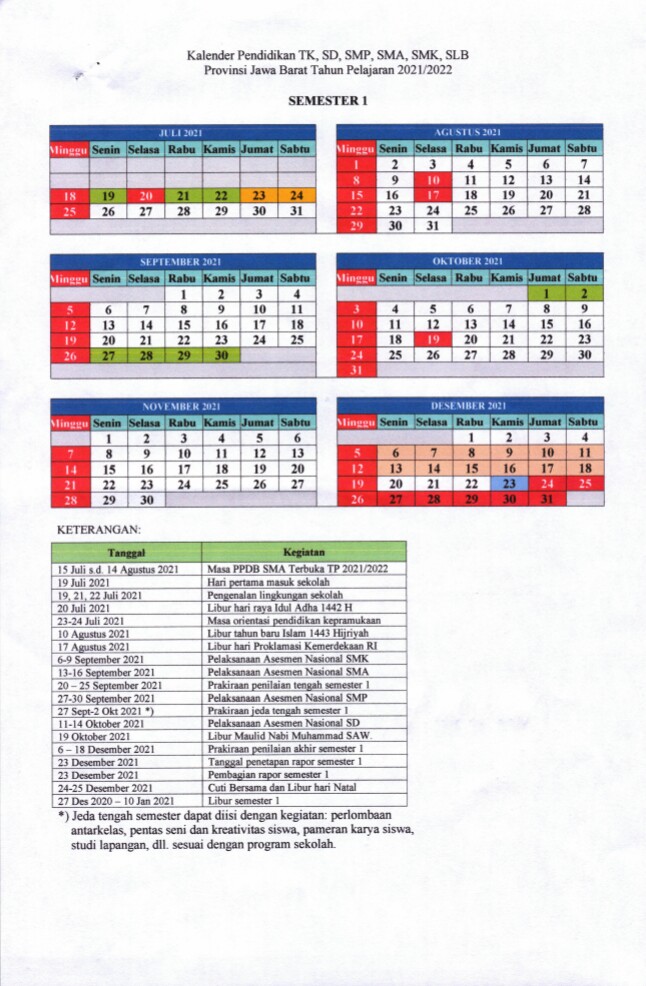 Kalender Pendidikan TK, SD, SMP, SMA, SMK, SLB
Provinsi Jawa Barat Tahun Pelajaran 2021/2022
SEMESTER 1
JULI 2021
Minggu Senin Selasa Rabu Kamis Jumat Sabtu
18 19 20 21 22 23 24
25 26 27 28 29 30 31
AGUSTUS 2021
Minggu Senin Selasa Rabu Kamis Jumat Sabtu
1 2 3 4 5 6 7
8 9 10 11 12 13 14
15 16 17 18 19 20 21
22 23 24 25 26 27 28
29 30 31
SEPTEMBER 2021
Minggu Senin Selasa Rabu Kamis Jumat Sabtu
1 2 3 4
5 6 7 8 9 10 11
12 13 14 15 16 17 18
19 20 21 22 23 24 25
26 27 28 29 30
OKTOBER 2021
Minggu Senin Selasa Rabu Kamis Jumat Sabtu
1 2
3 4 5 6 7 8 9
10 11 12 13 14 15 16
17 18 19 20 21 22 23
24 25 26 27 28 29 30
31
NOVEMBER 2021
Minggu Senin Selasa Rabu Kamis Jumat Sabtu
1 2 3 4 5 6
7 8 9 10 11 12 13
14 15 16 17 18 19 20
21 22 23 24 25 26 27
28 29 30
DESEMBER 2021
Minggu Senin Selasa Rabu Kamis Jumat Sabtu
1 2 3 4
5 6 7 8 9 10 11
12 13 14 15 16 17 18
19 20 21 22 23 24 25
26 27 28 29 30 31
KETERANGAN:
Tanggal Kegiatan
15 Juli s.d. 14 Agustus 2021 Masa PPDB SMA Terbuka TP 2021/2022
19 Juli 2021 Hari pertama masuk sekolah
19, 21, 22 Juli 2021 Pengenalan lingkungan sekolah
20 Juli 2021 Libur hari raya Idul Adha 1442 H
23-24 Juli 2021 Masa orientasi pendidikan kepramukaan
10 Agustus 2021 Libur tahun baru Islam 1443 Hijriyah
17 Agustus 2021 Libur hari Proklamasi Kemerdekaan RI
6-9 September 2021 Pelaksanaan Asesmen Nasional SMK
13-16 September 2021 Pelaksanaan Asesmen Nasional SMA
20 – 25 September 2021 Prakiraan penilaian tengah semester 1
27-30 September 2021 Pelaksanaan Asesmen Nasional SMP
27 Sept-2 Okt 2021 *) Prakiraan jeda tengah semester 1
11-14 Oktober 2021 Pelaksanaan Asesmen Nasional SD
19 Oktober 2021 Libur Maulid Nabi Muhammad SAW.
6 – 18 Desember 2021 Prakiraan penilaian akhir semester 1
23 Desember 2021 Tanggal penetapan rapor semester 1
23 Desember 2021 Pembagian rapor semester 1
24-25 Desember 2021 Cuti Bersama dan Libur hari Natal
27 Des 2020 – 10 Jan 2021 Libur semester 1
*) Jeda tengah semester dapat diisi dengan kegiatan: perlombaan
antarkelas, pentas seni dan kreativitas siswa, pameran karya siswa,
studi lapangan, dll. sesuai dengan program sekolah.